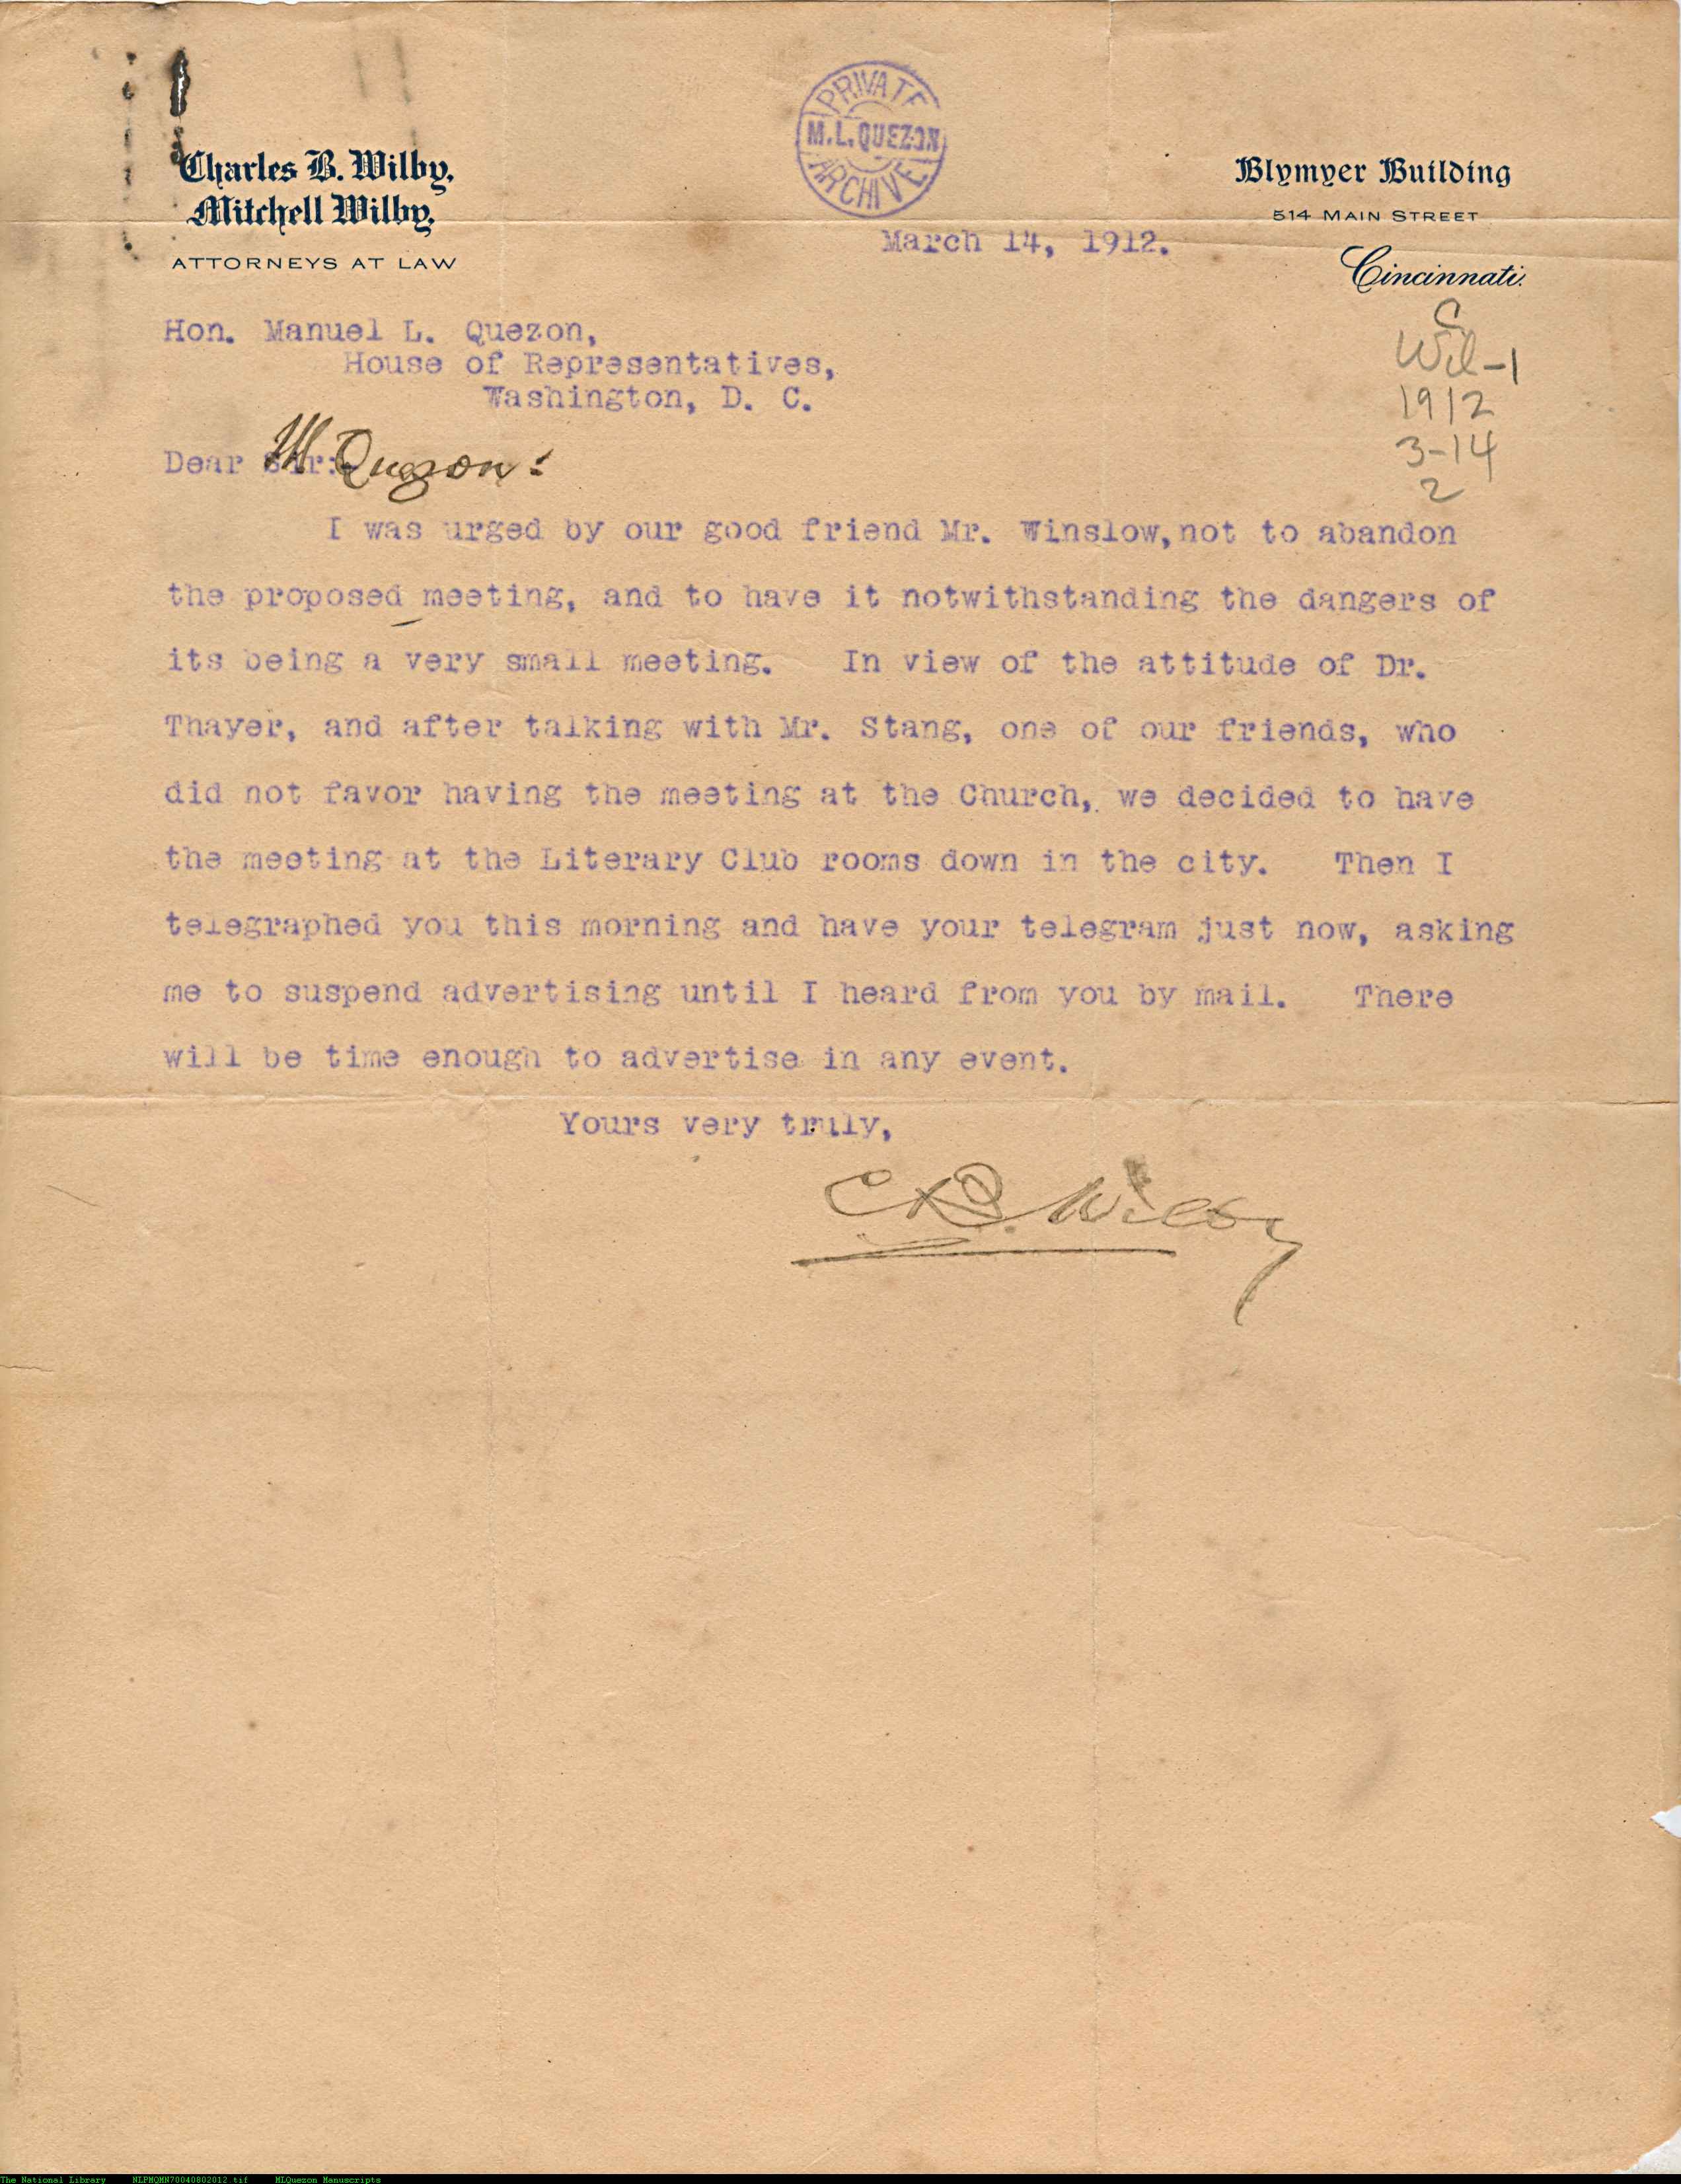 PRIVATE
M.L. QUEZON
ARCHIVE
Charles B. Wilby,
Mitchell Wilby,
ATTORNEYS AT LAW
Blymyer Building
514 MAIN STREET
Cincinnati.
March 14, 1912.
C
Wil-1
1912
3-14
2
Hon. Manuel L. Quezon,
House of Representatives,
Washington, D. C.
Dear Sir: M Quezon:
I was urged by our good friend Mr. Winslow, not to abandon
the proposed meeting, and to have it notwithstanding the dangers of
its being a very small meeting. In view of the attitude of Dr.
Thayer, and after talking with Mr. Stang, one of our friends, who
did not favor having the meeting at the Church, we decided to have
the meeting at the Literary Club rooms down in the city. Then I
telegraphed you this morning and have your telegram just now, asking
me to suspend advertising until I heard from you by mail. There
will be time enough to advertise in any event.
Yours very truly,
C B. Wilby
The National Library NLPMQMN70040802012.tif MLQuezon Manuscripts